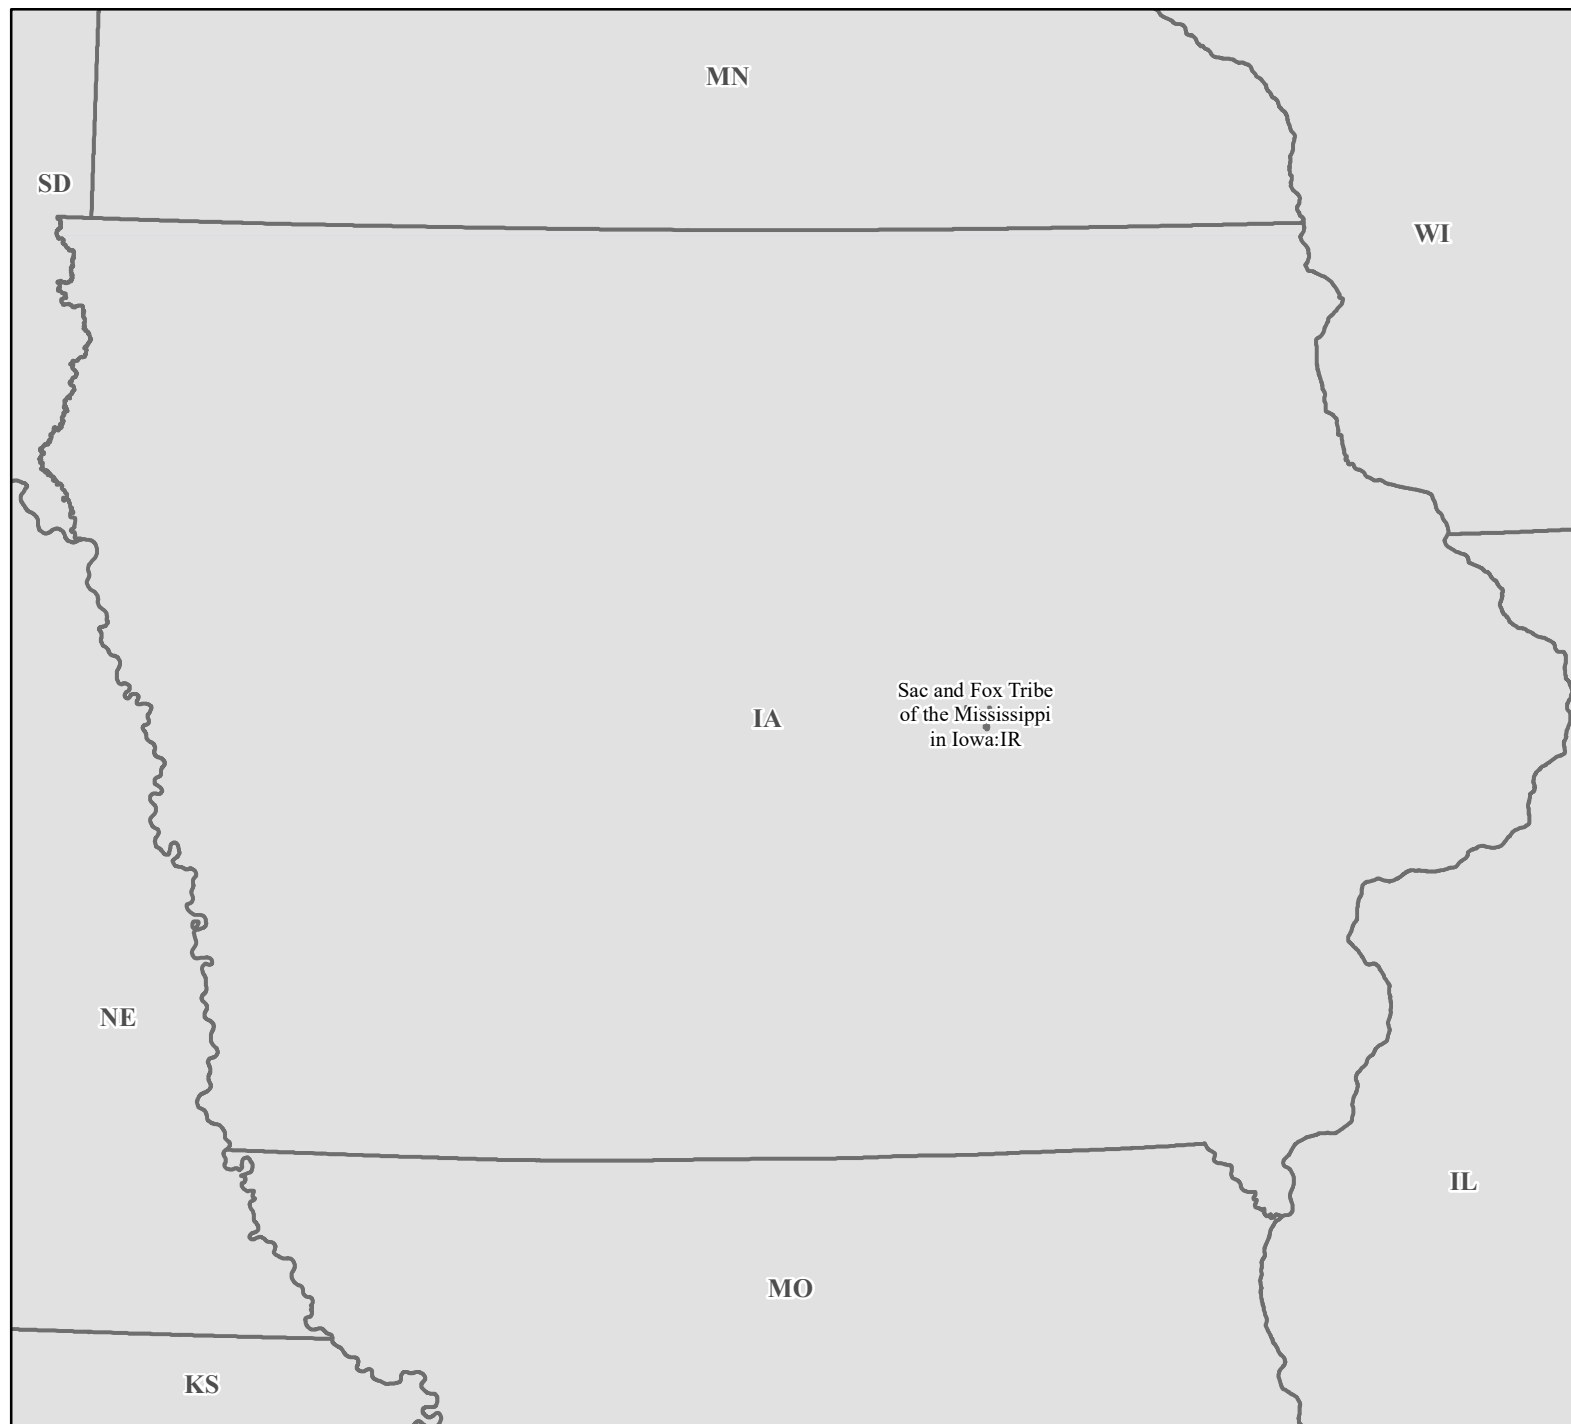 MN
SD
WI
Sac and Fox Tribe
of the Mississippi
in Iowa:IR
IA
NE
IL
MO
KS